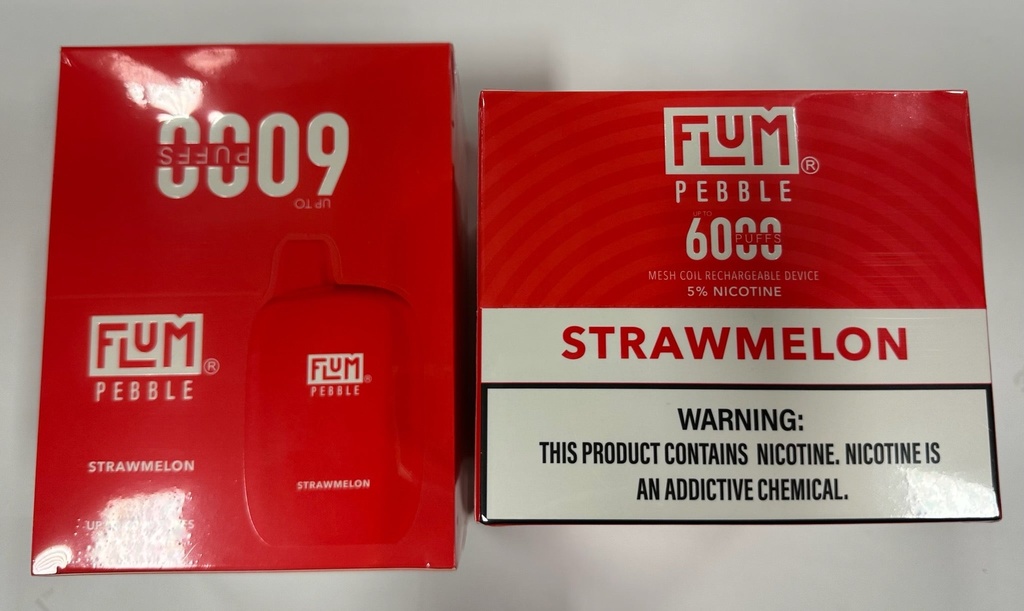 6000
PUFFS
UP TO
FLUM®
PEBBLE
STRAWMELON
FLUM®
PEBBLE
STRAWMELON
FLUM®
PEBBLE
UP TO
6000
PUFFS
MESH COIL RECHARGEABLE DEVICE
5% NICOTINE
STRAWMELON
WARNING:
THIS PRODUCT CONTAINS NICOTINE. NICOTINE IS
AN ADDICTIVE CHEMICAL.